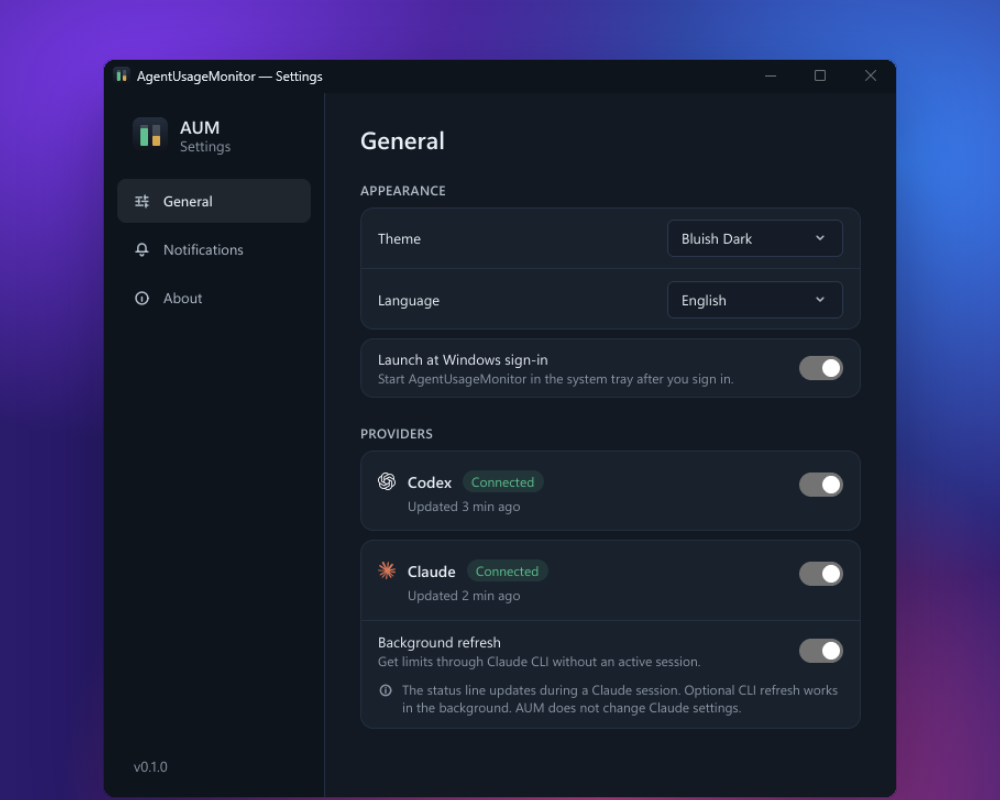 AgentUsageMonitor — Settings
AUM
Settings
General
Notifications
About
v0.1.0
General
APPEARANCE
Theme
Bluish Dark
Language
English
Launch at Windows sign-in
Start AgentUsageMonitor in the system tray after you sign in.
PROVIDERS
Codex
Connected
Updated 3 min ago
Claude
Connected
Updated 2 min ago
Background refresh
Get limits through Claude CLI without an active session.
The status line updates during a Claude session. Optional CLI refresh works
in the background. AUM does not change Claude settings.